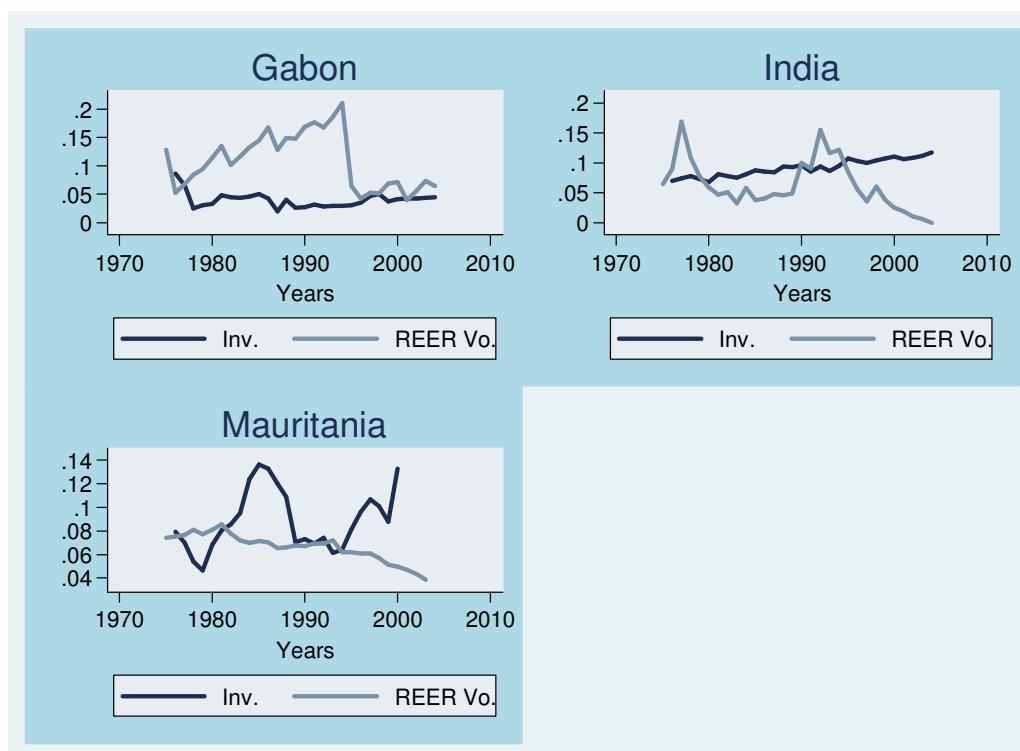 Gabon
.2
.15
.1
.05
0
1970 1980 1990 2000 2010
Years
Inv. REER Vo.
India
.2
.15
.1
.05
0
1970 1980 1990 2000 2010
Years
Inv. REER Vo.
Mauritania
.14
.12
.1
.08
.06
.04
1970 1980 1990 2000 2010
Years
Inv. REER Vo.